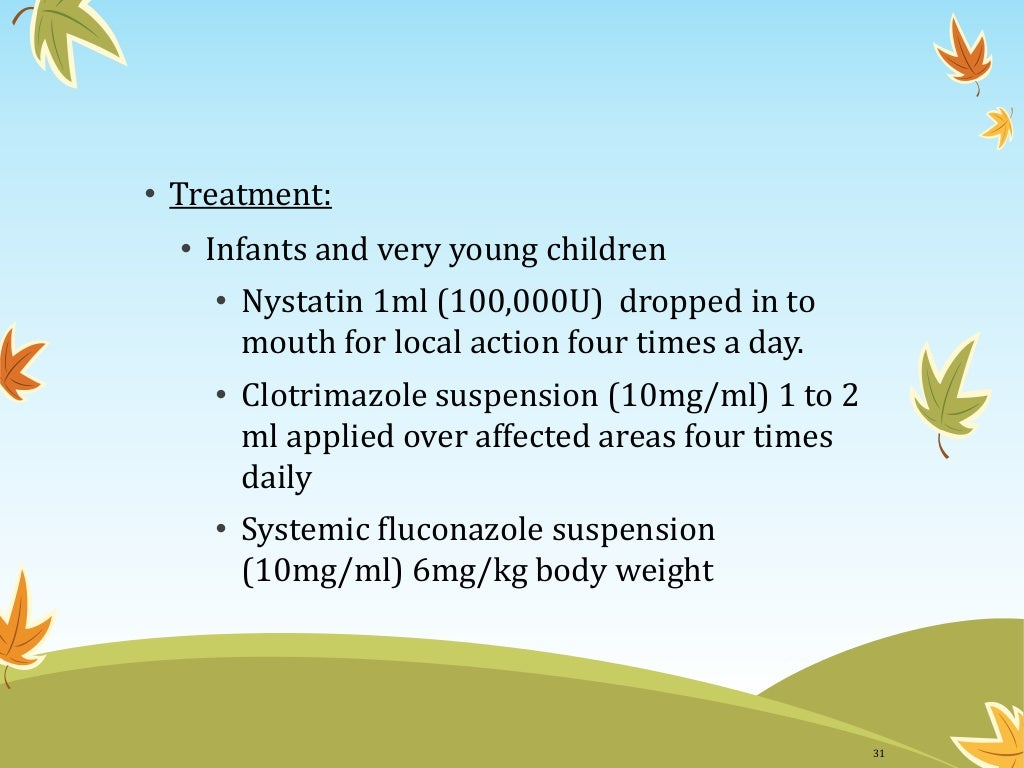 • Treatment:
• Infants and very young children
• Nystatin 1ml (100,000U)  dropped in to
mouth for local action four times a day.
• Clotrimazole suspension (10mg/ml) 1 to 2
ml applied over affected areas four times
daily
• Systemic fluconazole suspension
(10mg/ml) 6mg/kg body weight
31